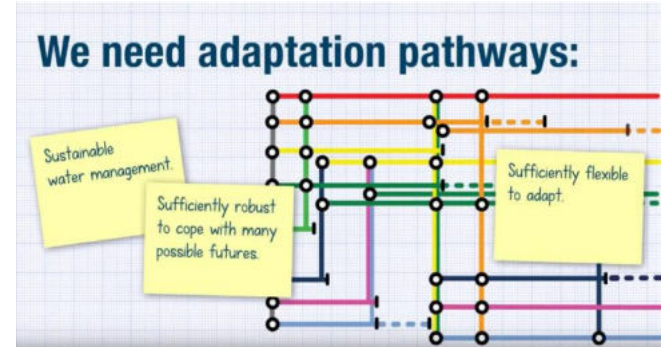 We need adaptation pathways:
Sustainable
water management.
Sufficiently robust
to cope with many
possible futures.
Sufficiently flexible
to adapt.